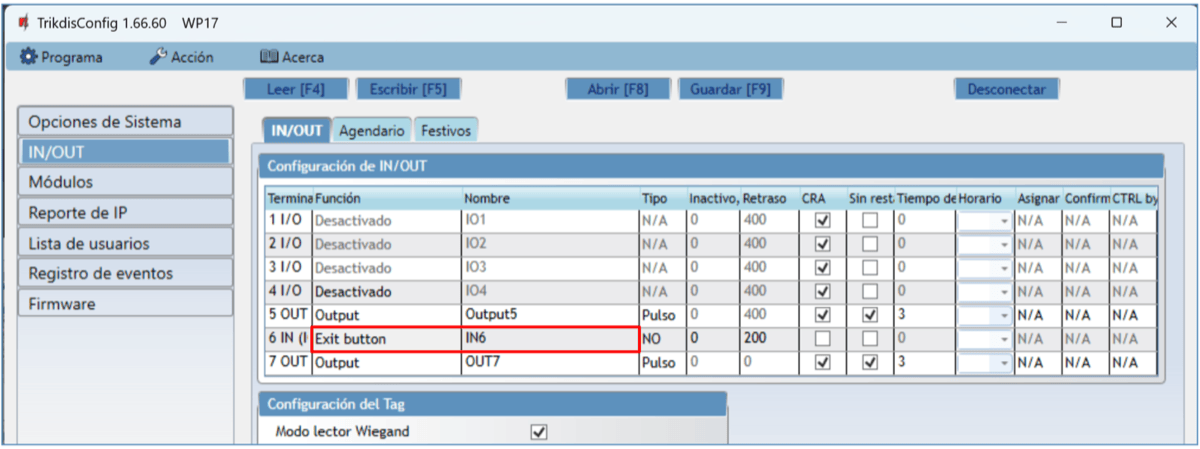 TrikdisConfig 1.66.60 WP17
Programa Acción Acerca
Leer [F4] Escribir [F5] Abrir [F8] Guardar [F9] Desconectar
Opciones de Sistema
IN/OUT
Módulos
Reporte de IP
Lista de usuarios
Registro de eventos
Firmware
IN/OUT Agendario Festivos
Configuración de IN/OUT
Termina Función Nombre Tipo Inactivo, Retraso CRA Sin rest Tiempo de Horario Asignar Confirm CTRL by
1 I/O Desactivado IO1 N/A 0 400 0 N/A N/A N/A
2 I/O Desactivado IO2 N/A 0 400 0 N/A N/A N/A
3 I/O Desactivado IO3 N/A 0 400 0 N/A N/A N/A
4 I/O Desactivado IO4 N/A 0 400 0 N/A N/A N/A
5 OUT Output Output5 Pulso 0 400 3 N/A N/A N/A
6 IN (I Exit button IN6 NO 0 200 0 N/A N/A N/A
7 OUT Output OUT7 Pulso 0 0 3 N/A N/A N/A
Configuración del Tag
Modo lector Wiegand